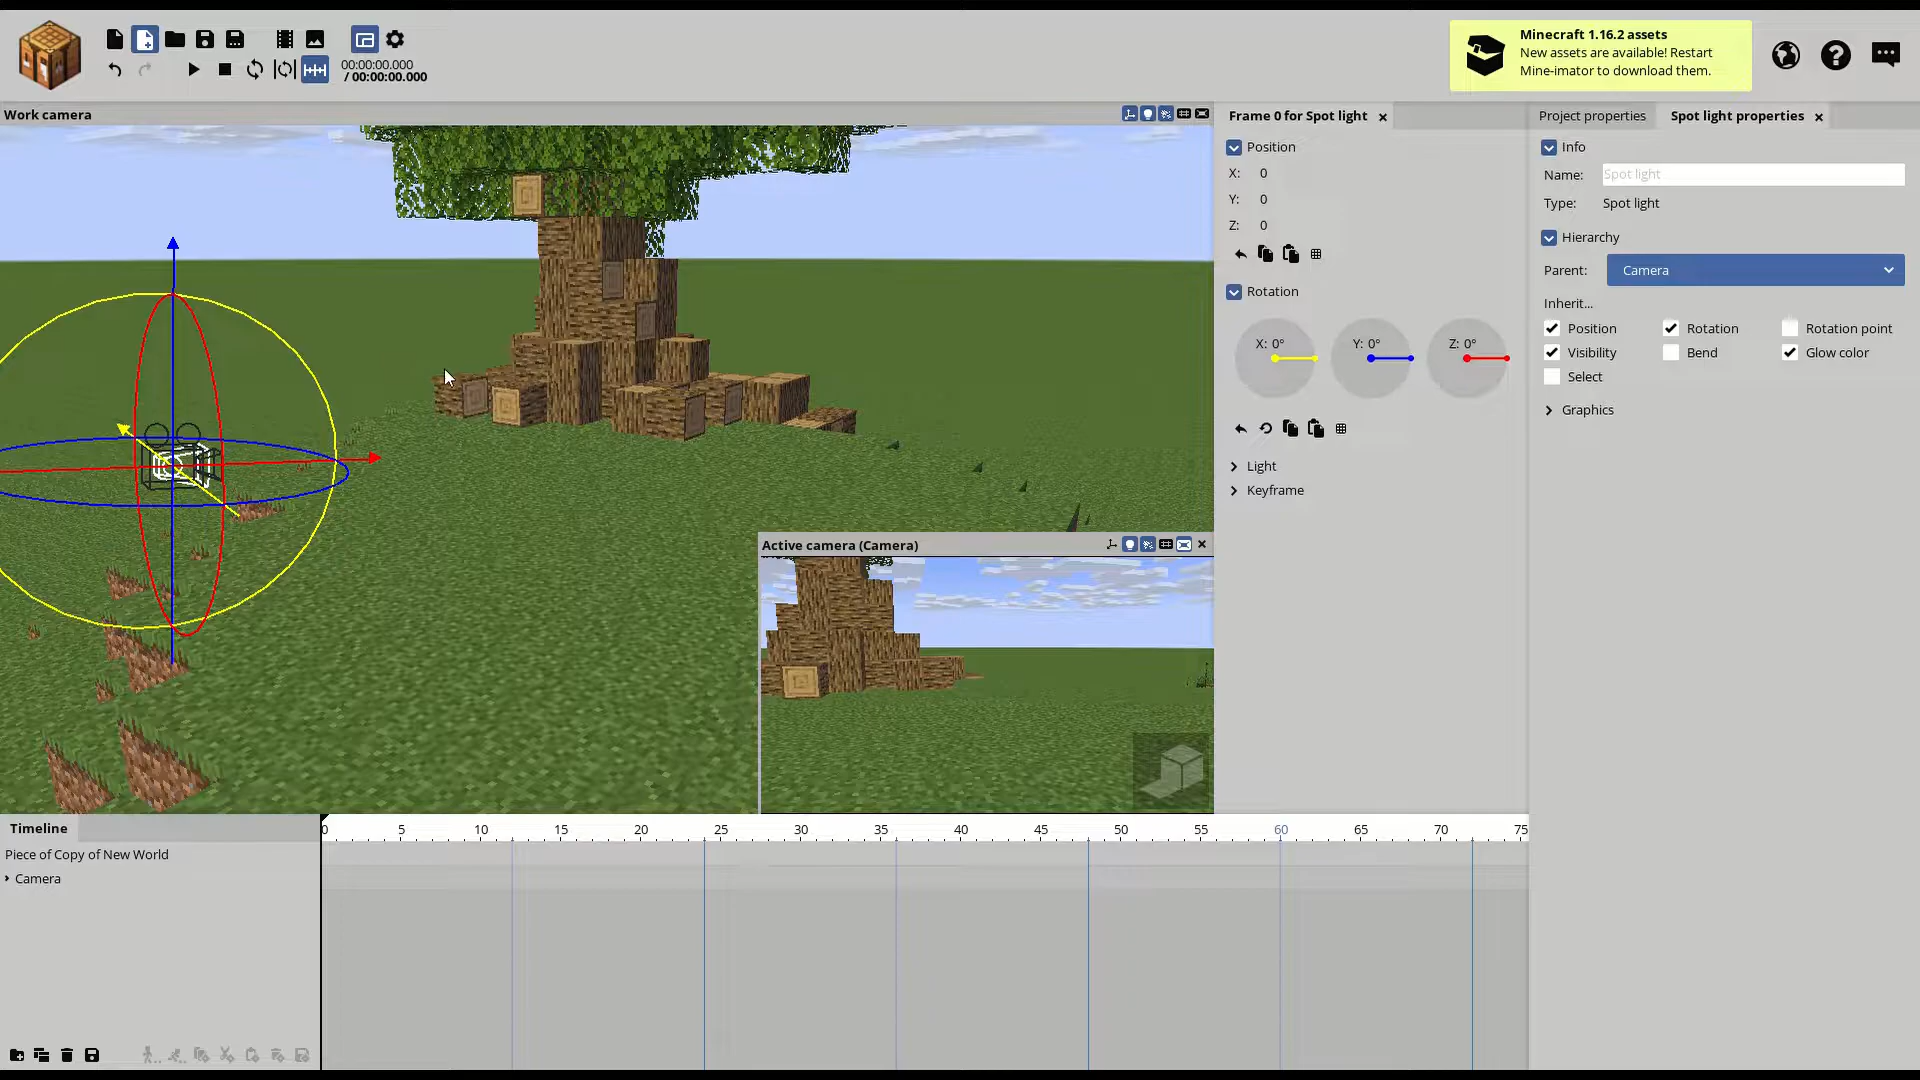 00:00:00.000
/ 00:00:00.000
Minecraft 1.16.2 assets
New assets are available! Restart
Mine-imator to download them.
Work camera
Active camera (Camera)
Frame 0 for Spot light
Position
X: 0
Y: 0
Z: 0
Rotation
X: 0°
Y: 0°
Z: 0°
Light
Keyframe
Project properties
Spot light properties
Info
Name: Spot light
Type: Spot light
Hierarchy
Parent: Camera
Inherit...
Position
Rotation
Rotation point
Visibility
Bend
Glow color
Select
Graphics
Timeline
0 5 10 15 20 25 30 35 40 45 50 55 60 65 70 75
Piece of Copy of New World
Camera